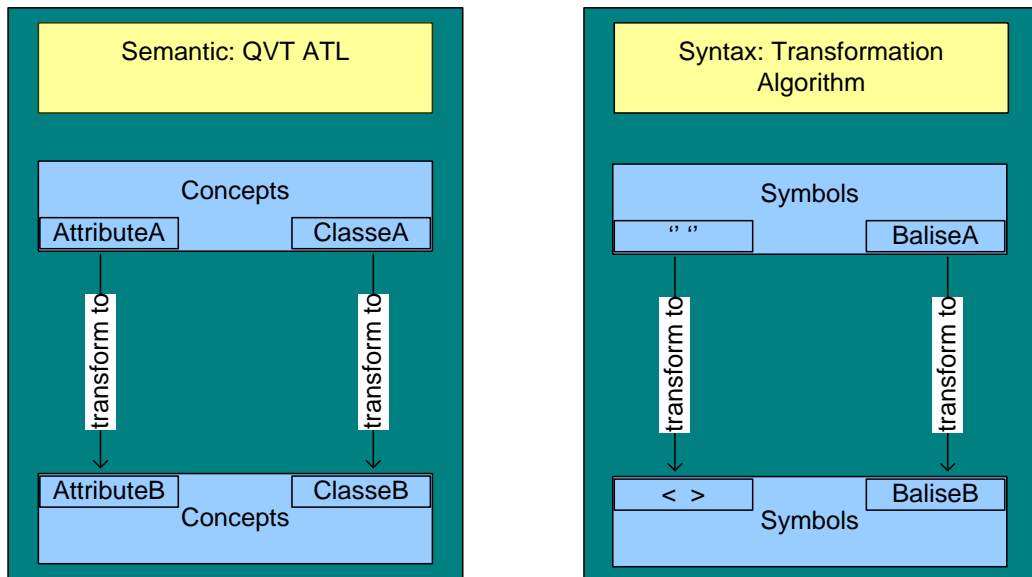 Semantic: QVT ATL
Concepts
AttributeA
ClasseA
transform to
transform to
AttributeB
ClasseB
Concepts
Syntax: Transformation
Algorithm
Symbols
“ “
BaliseA
transform to
transform to
< >
BaliseB
Symbols